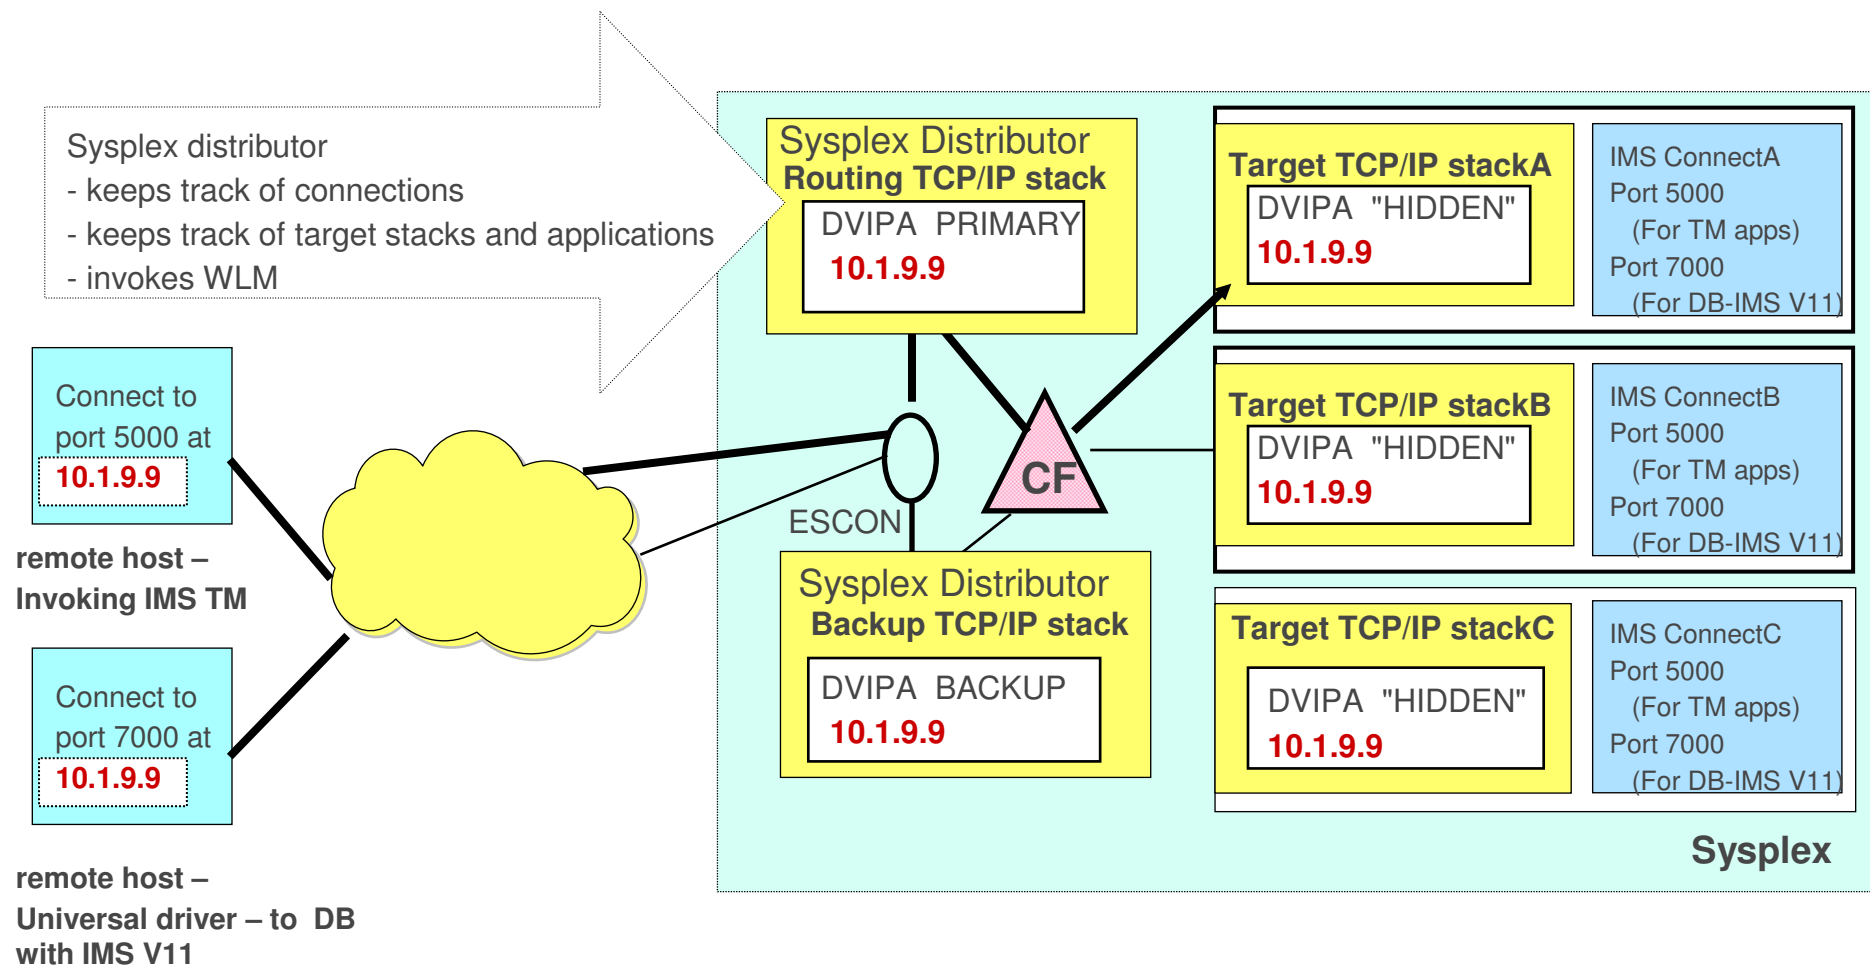 Sysplex distributor
- keeps track of connections
- keeps track of target stacks and applications
- invokes WLM
Connect to
port 5000 at
10.1.9.9
remote host –
Invoking IMS TM
Connect to
port 7000 at
10.1.9.9
remote host –
Universal driver – to  DB
with IMS V11
Sysplex Distributor
Routing TCP/IP stack
DVIPA  PRIMARY
10.1.9.9
ESCON
CF
Sysplex Distributor
Backup TCP/IP stack
DVIPA  BACKUP
10.1.9.9
Target TCP/IP stackA
DVIPA  "HIDDEN"
10.1.9.9
IMS ConnectA
Port 5000
(For TM apps)
Port 7000
(For DB-IMS V11)
Target TCP/IP stackB
DVIPA  "HIDDEN"
10.1.9.9
IMS ConnectB
Port 5000
(For TM apps)
Port 7000
(For DB-IMS V11)
Target TCP/IP stackC
DVIPA  "HIDDEN"
10.1.9.9
IMS ConnectC
Port 5000
(For TM apps)
Port 7000
(For DB-IMS V11)
Sysplex